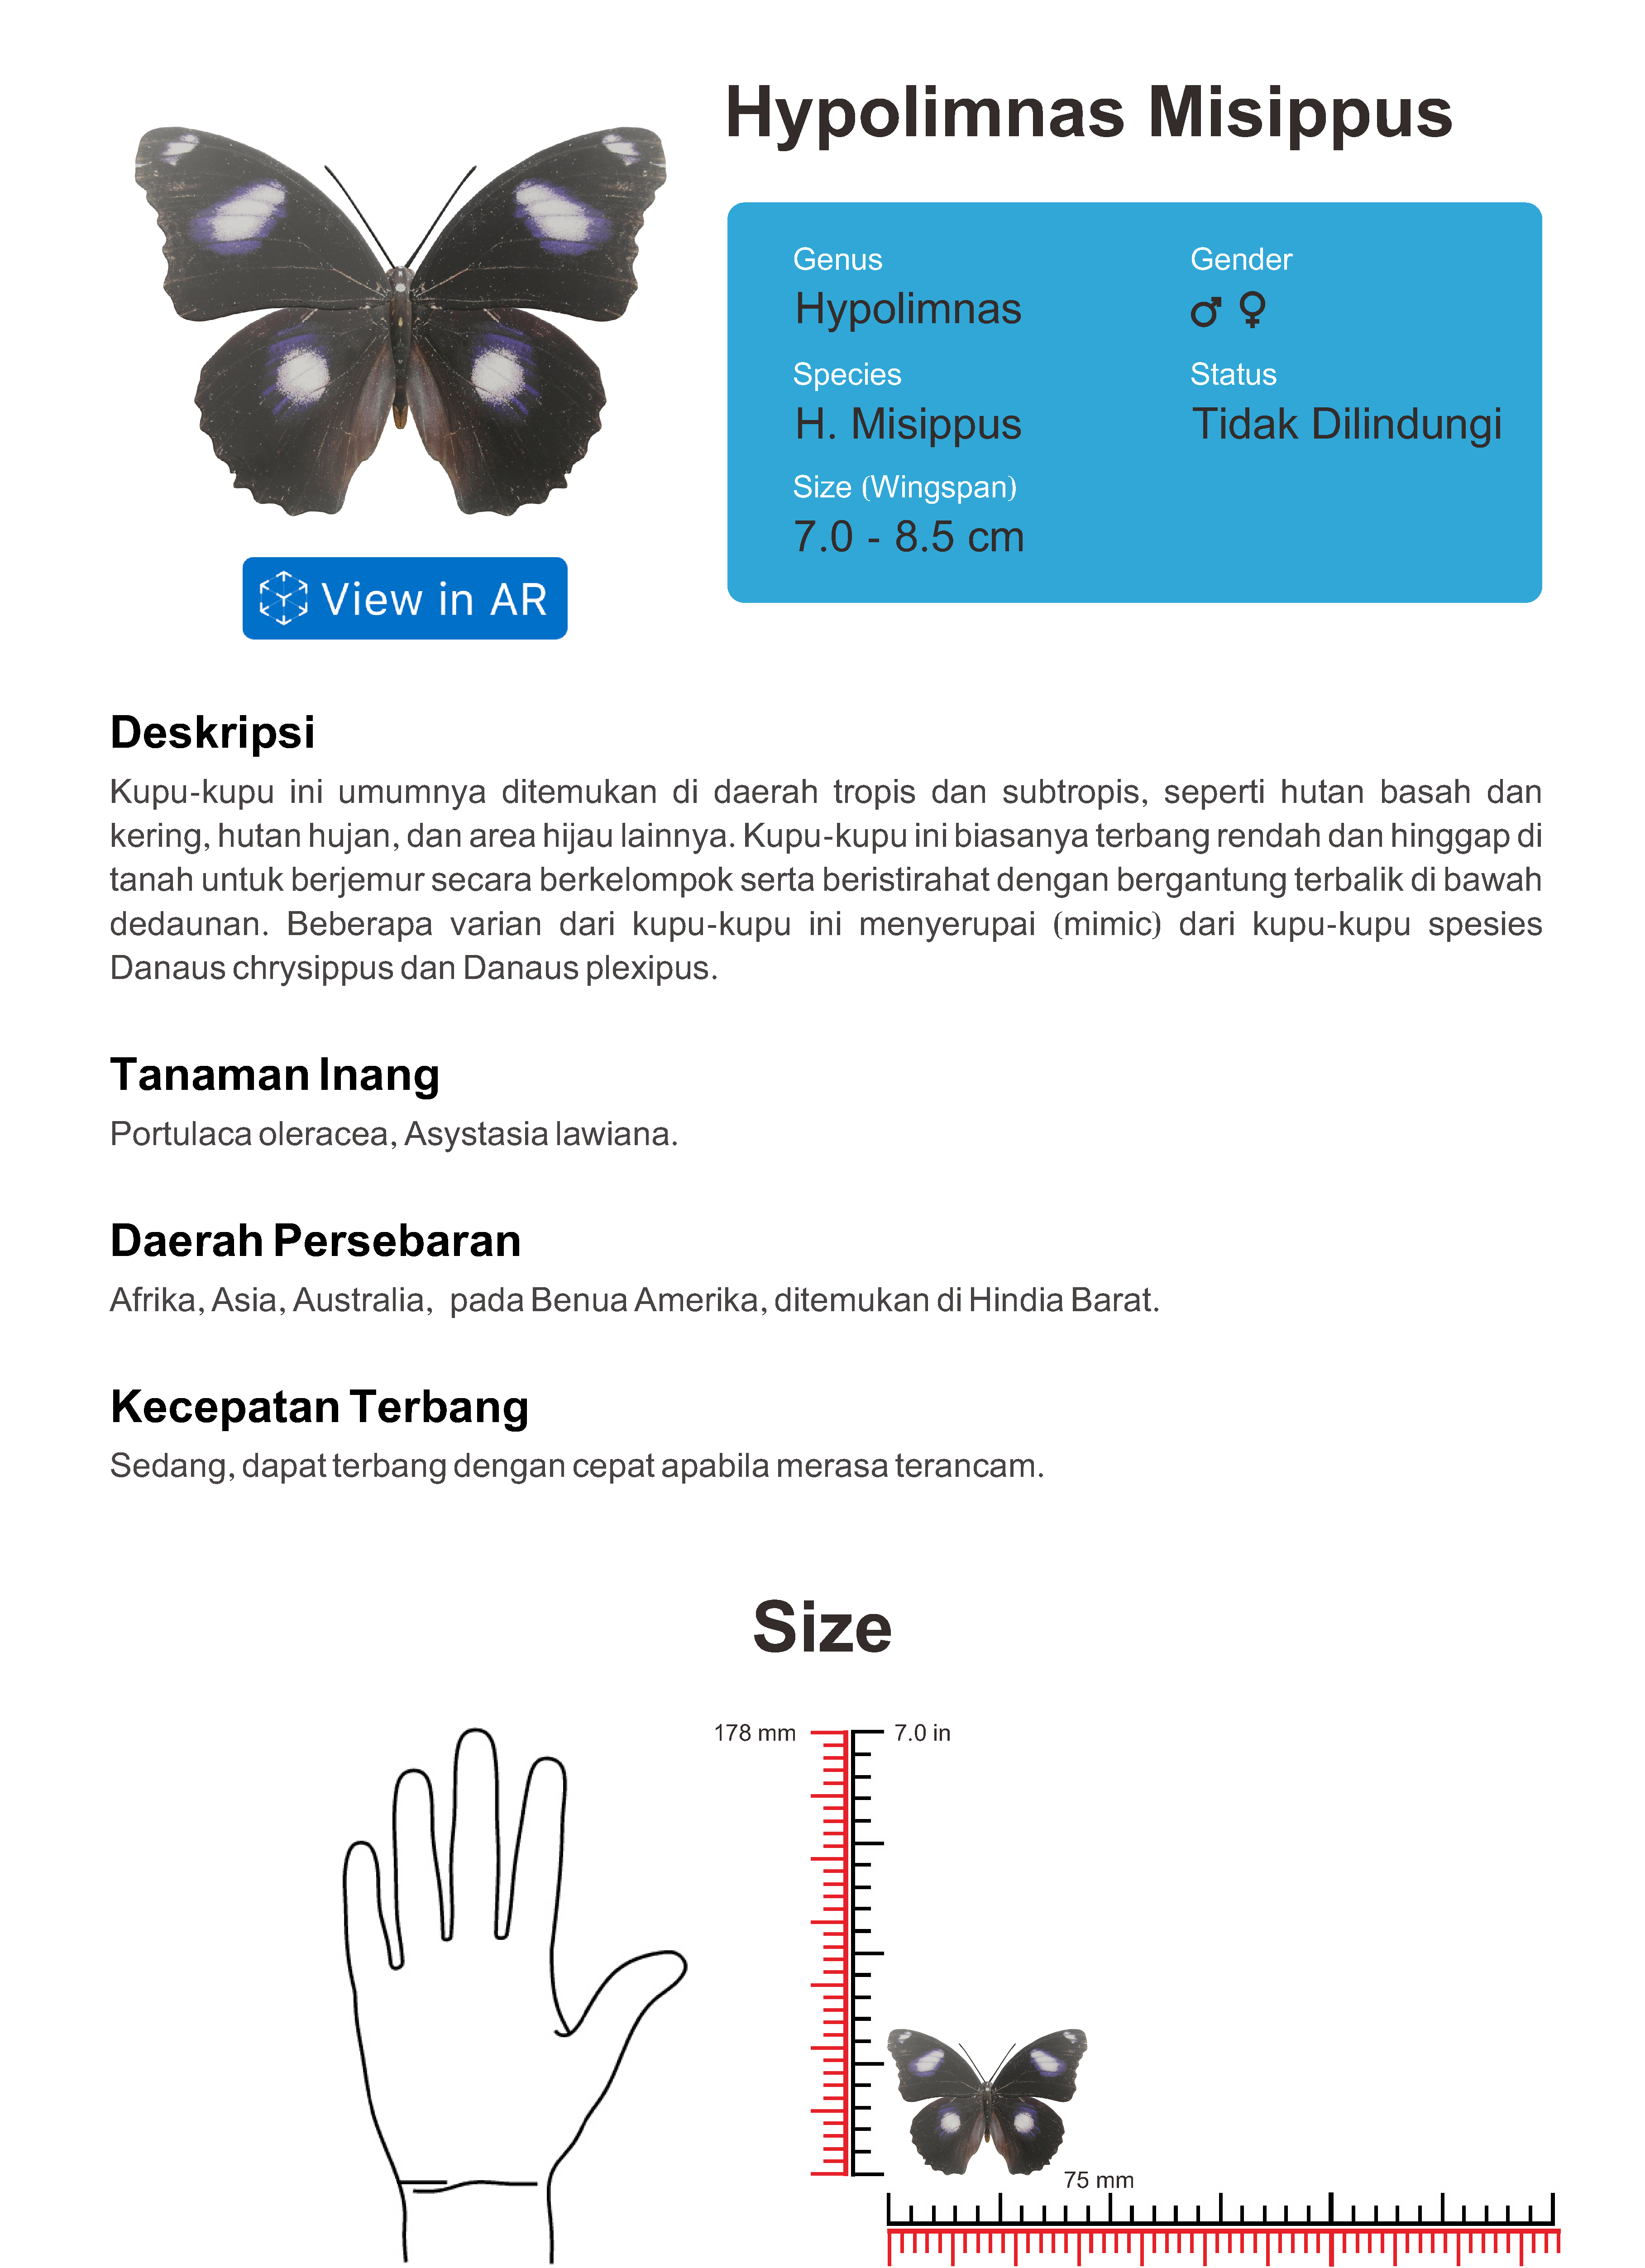 Hypolimnas Misippus
Genus
Hypolimnas
Gender
♂ ♀
Species
H. Misippus
Status
Tidak Dilindungi
Size (Wingspan)
7.0 - 8.5 cm
View in AR
Deskripsi
Kupu-kupu ini umumnya ditemukan di daerah tropis dan subtropis, seperti hutan basah dan
kering, hutan hujan, dan area hijau lainnya. Kupu-kupu ini biasanya terbang rendah dan hinggap di
tanah untuk berjemur secara berkelompok serta beristirahat dengan bergantung terbalik di bawah
dedaunan. Beberapa varian dari kupu-kupu ini menyerupai (mimic) dari kupu-kupu spesies
Danaus chrysippus dan Danaus plexipus.
Tanaman Inang
Portulaca oleracea, Asystasia lawiana.
Daerah Persebaran
Afrika, Asia, Australia,  pada Benua Amerika, ditemukan di Hindia Barat.
Kecepatan Terbang
Sedang, dapat terbang dengan cepat apabila merasa terancam.
Size
178 mm
7.0 in
75 mm